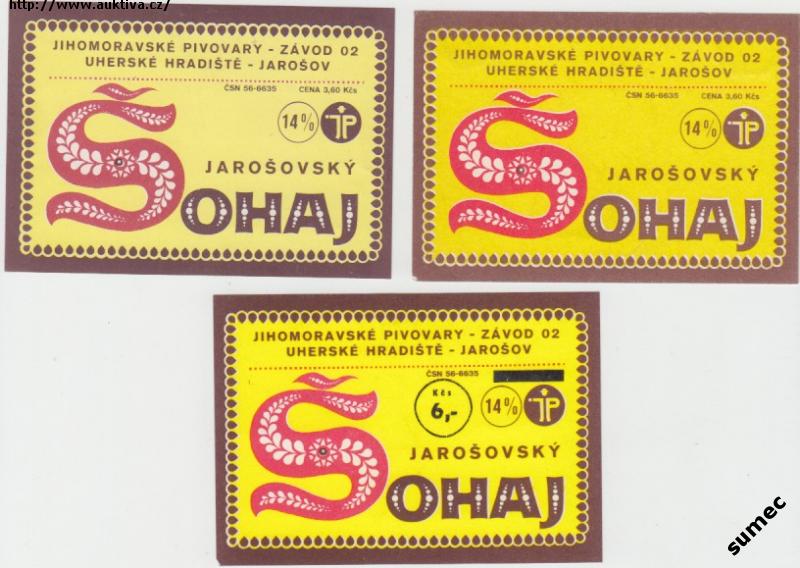 http://www.auktiva.cz/
JIHOMORAVSKÉ PIVOVARY - ZÁVOD 02
UHERSKÉ HRADIŠTĚ - JAROŠOV
ČSN 56-6635 CENA 3,60 Kčs
14% JP
JAROŠOVSKÝ
ŠOHAJ
JIHOMORAVSKÉ PIVOVARY - ZÁVOD 02
UHERSKÉ HRADIŠTĚ - JAROŠOV
ČSN 56-6635 CENA 3,60 Kčs
14% JP
JAROŠOVSKÝ
ŠOHAJ
JIHOMORAVSKÉ PIVOVARY - ZÁVOD 02
UHERSKÉ HRADIŠTĚ - JAROŠOV
ČSN 56-6635
Kčs
6,- 14% JP
JAROŠOVSKÝ
ŠOHAJ
sumec